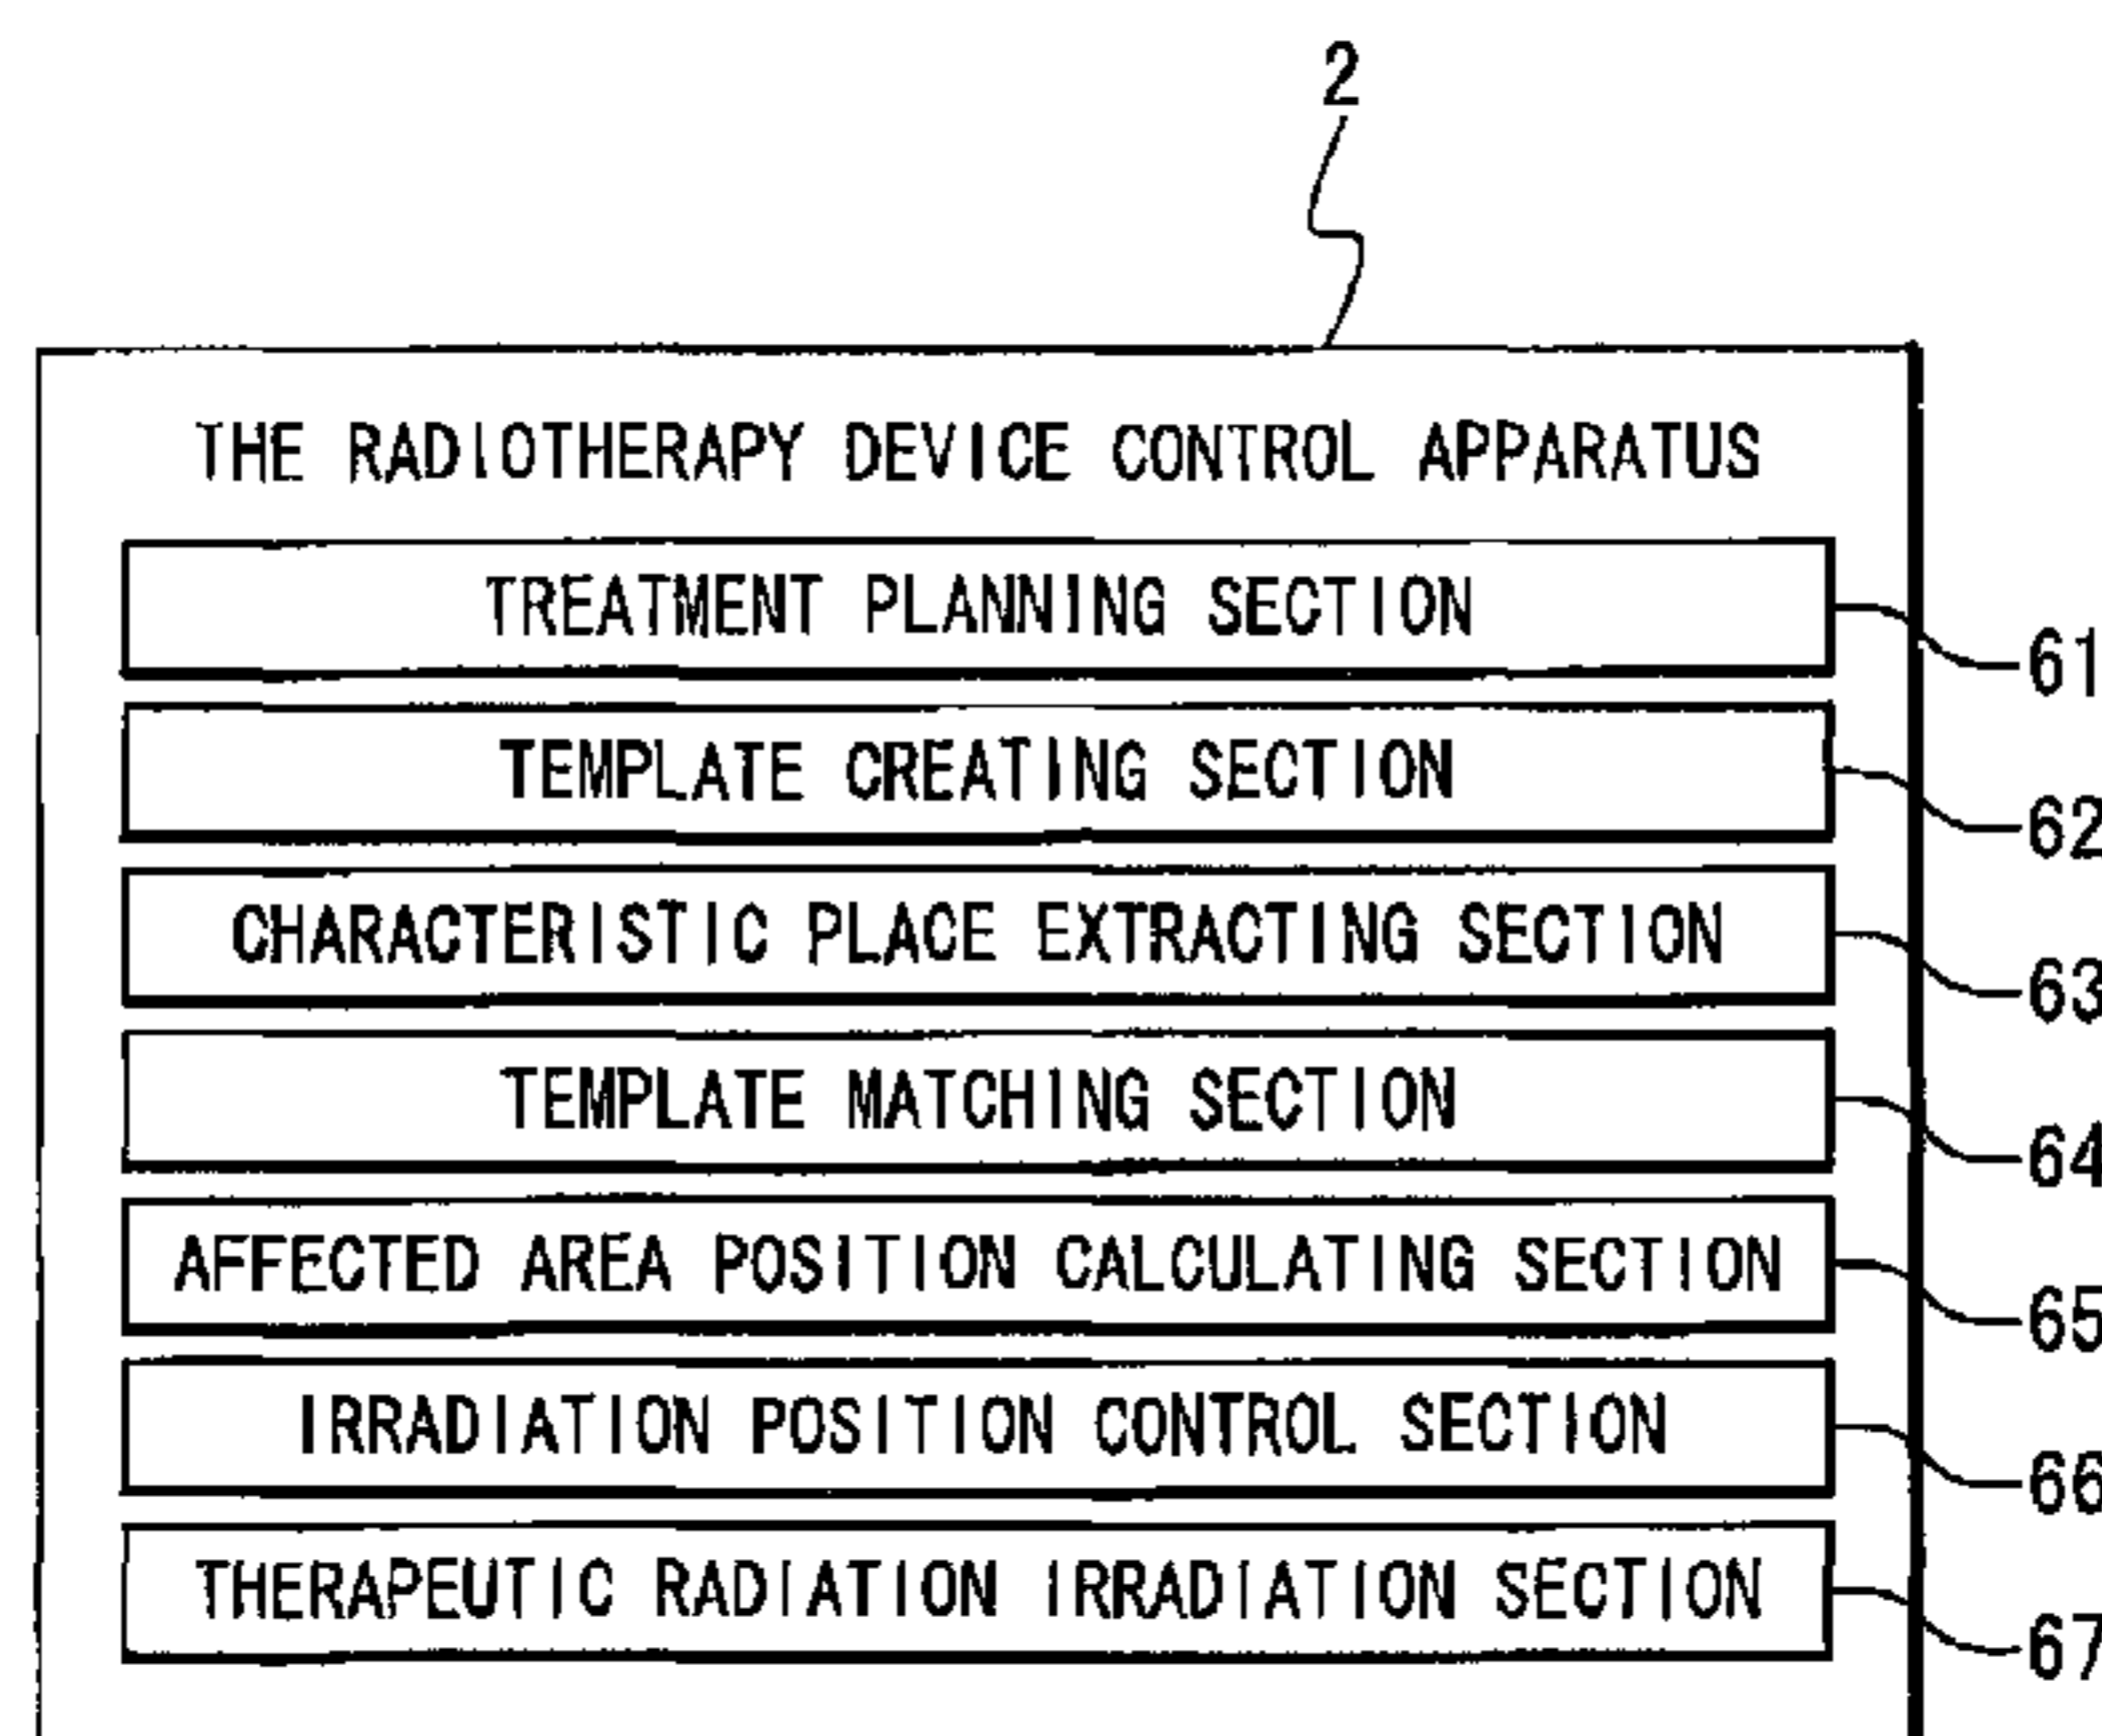 2
THE RADIOTHERAPY DEVICE CONTROL APPARATUS
TREATMENT PLANNING SECTION
61
TEMPLATE CREATING SECTION
62
CHARACTERISTIC PLACE EXTRACTING SECTION
63
TEMPLATE MATCHING SECTION
64
AFFECTED AREA POSITION CALCULATING SECTION
65
IRRADIATION POSITION CONTROL SECTION
66
THERAPEUTIC RADIATION IRRADIATION SECTION
67